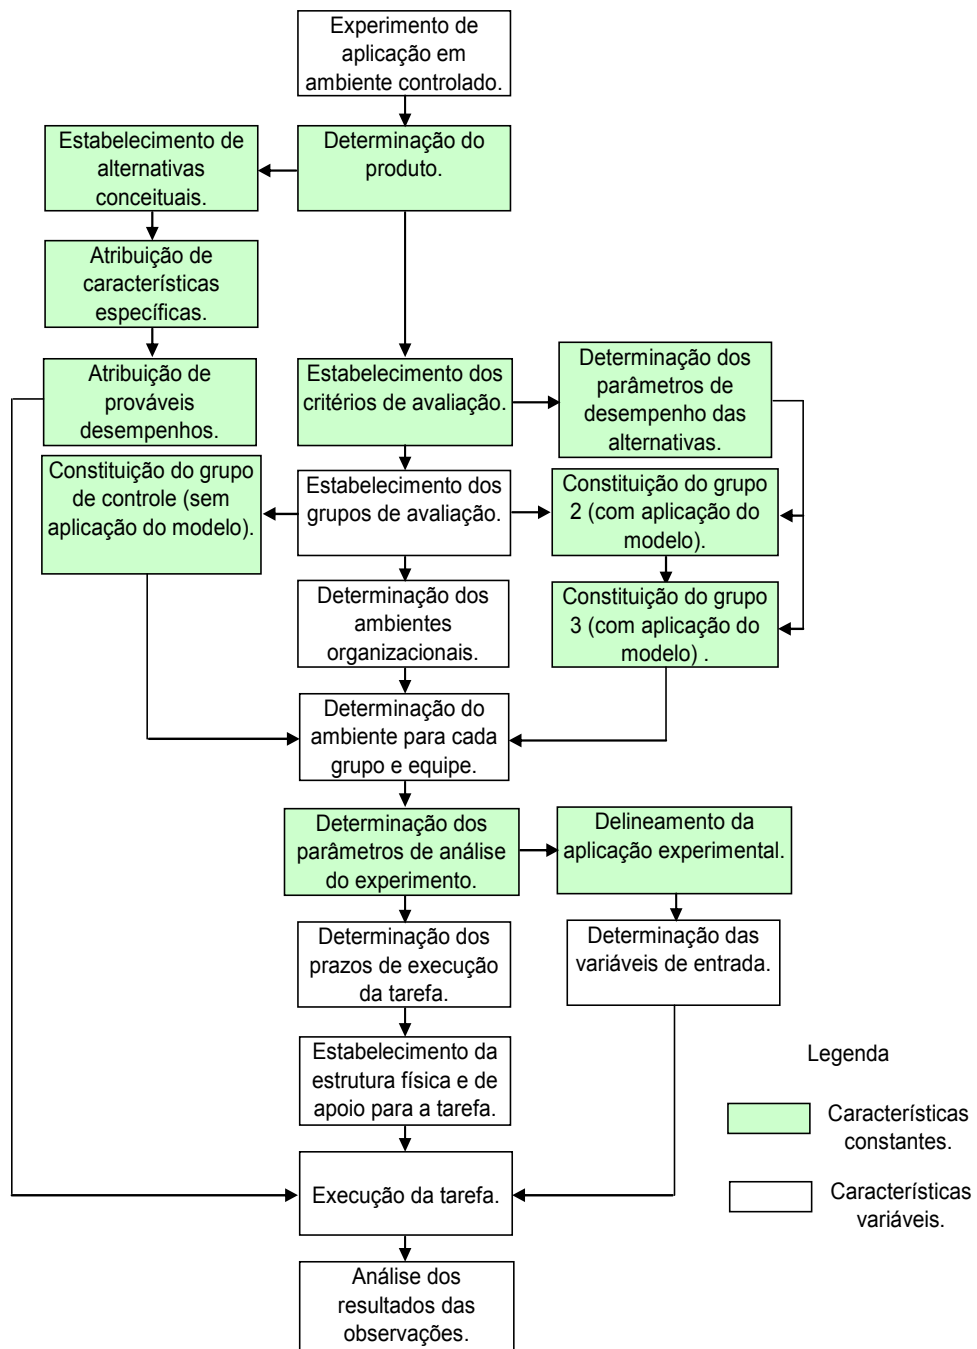 Experimento de
aplicação em
ambiente controlado.
Estabelecimento de
alternativas
conceituais.
Determinação do
produto.
Atribuição de
características
específicas.
Atribuição de
prováveis
desempenhos.
Estabelecimento dos
critérios de avaliação.
Determinação dos
parâmetros de
desempenho das
alternativas.
Constituição do grupo
de controle (sem
aplicação do modelo).
Estabelecimento dos
grupos de avaliação.
Constituição do grupo
2 (com aplicação do
modelo).
Determinação dos
ambientes
organizacionais.
Constituição do grupo
3 (com aplicação do
modelo) .
Determinação do
ambiente para cada
grupo e equipe.
Determinação dos
parâmetros de análise
do experimento.
Delineamento da
aplicação experimental.
Determinação dos
prazos de execução
da tarefa.
Determinação das
variáveis de entrada.
Estabelecimento da
estrutura física e de
apoio para a tarefa.
Legenda
Características
constantes.
Execução da tarefa.
Características
variáveis.
Análise dos
resultados das
observações.